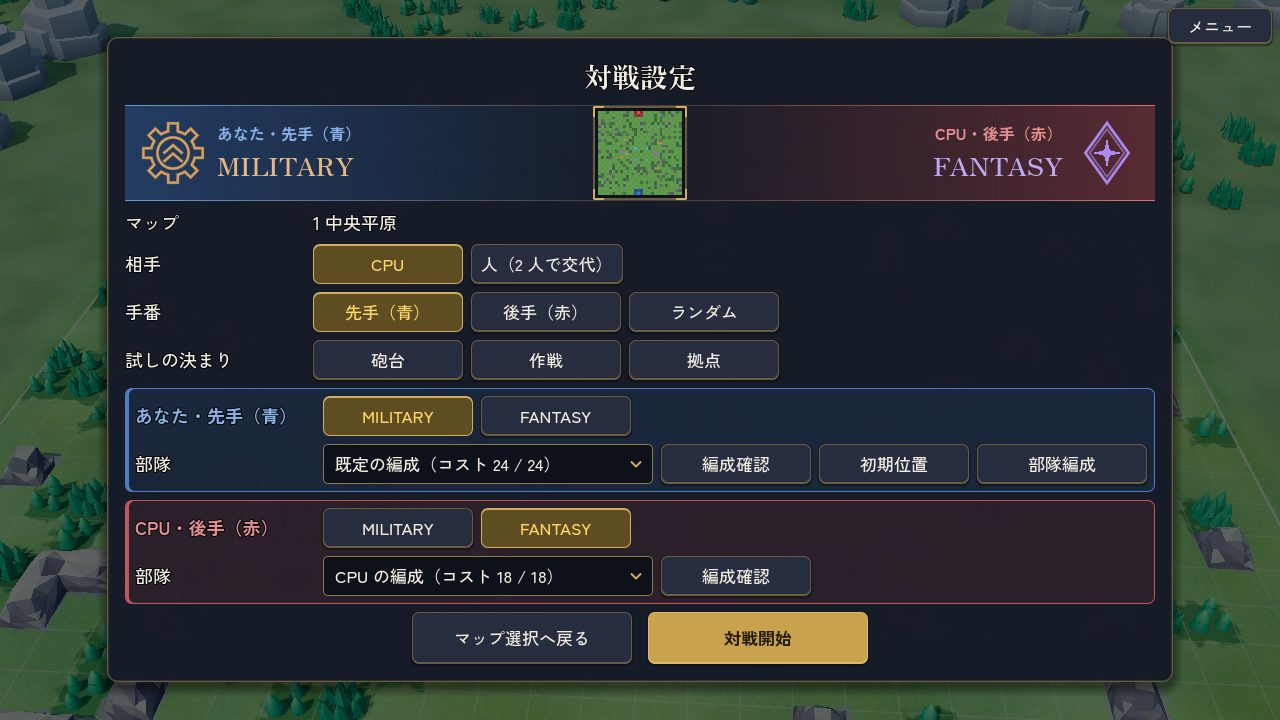 メニュー
対戦設定
あなた・先手（青）
MILITARY
CPU・後手（赤）
FANTASY
マップ 1 中央平原
相手 CPU 人（2 人で交代）
手番 先手（青） 後手（赤） ランダム
試しの決まり 砲台 作戦 拠点
あなた・先手（青） MILITARY FANTASY
部隊 既定の編成（コスト 24 / 24） 編成確認 初期位置 部隊編成
CPU・後手（赤） MILITARY FANTASY
部隊 CPU の編成（コスト 18 / 18） 編成確認
マップ選択へ戻る 対戦開始